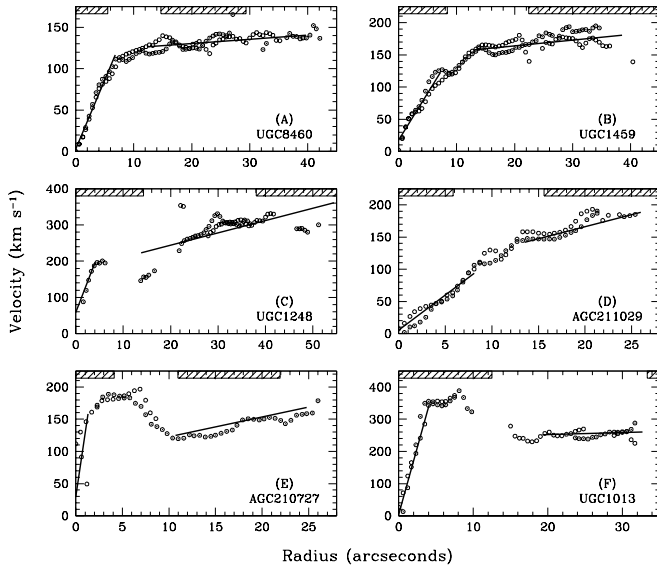 150
100
50
0
0 10 20 30 40
(A)
UGC8460
200
150
100
50
0
0 10 20 30 40
(B)
UGC1459
Velocity (km s⁻¹)
400
300
200
100
0
0 10 20 30 40 50
(C)
UGC1248
200
150
100
50
0
0 5 10 15 20 25
(D)
AGC211029
200
150
100
50
0
0 5 10 15 20 25
(E)
AGC210727
400
300
200
100
0
0 10 20 30
(F)
UGC1013
Radius (arcseconds)